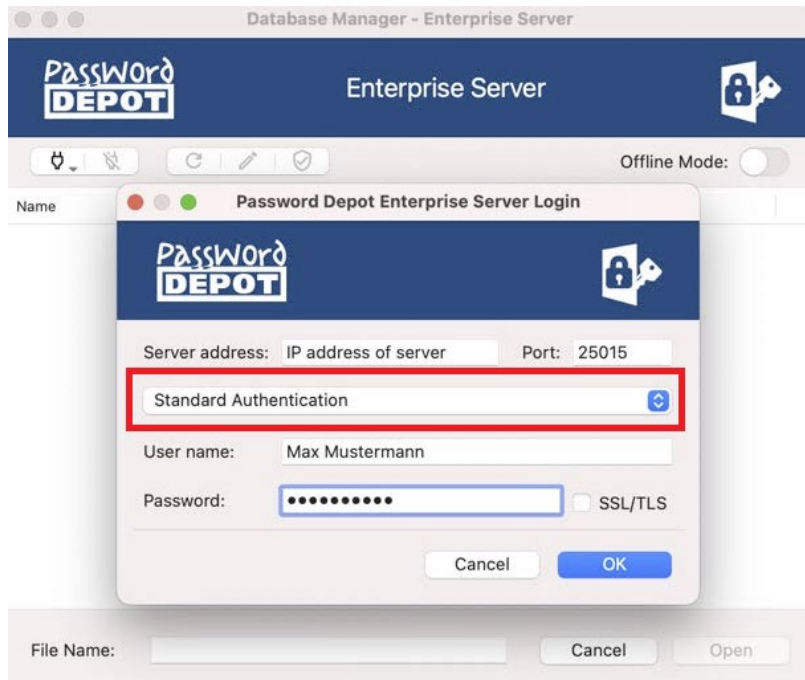 Database Manager - Enterprise Server
Password
DEPOT
Enterprise Server
Offline Mode:
Name
Password Depot Enterprise Server Login
Password
DEPOT
Server address: IP address of server Port: 25015
Standard Authentication
User name: Max Mustermann
Password: ●●●●●●●●●● SSL/TLS
Cancel OK
File Name: Cancel Open